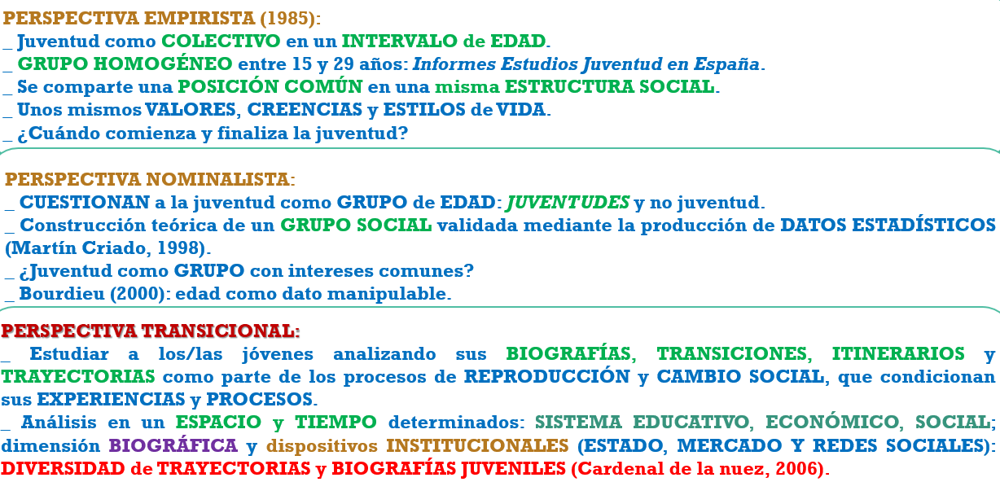 PERSPECTIVA EMPIRISTA (1985):
_ Juventud como COLECTIVO en un INTERVALO de EDAD.
_ GRUPO HOMOGÉNEO entre 15 y 29 años: Informes Estudios Juventud en España.
_ Se comparte una POSICIÓN COMÚN en una misma ESTRUCTURA SOCIAL.
_ Unos mismos VALORES, CREENCIAS y ESTILOS de VIDA.
_ ¿Cuándo comienza y finaliza la juventud?
PERSPECTIVA NOMINALISTA:
_ CUESTIONAN a la juventud como GRUPO de EDAD: JUVENTUDES y no juventud.
_ Construcción teórica de un GRUPO SOCIAL validada mediante la producción de DATOS ESTADÍSTICOS
(Martín Criado, 1998).
_ ¿Juventud como GRUPO con intereses comunes?
_ Bourdieu (2000): edad como dato manipulable.
PERSPECTIVA TRANSICIONAL:
_ Estudiar a los/las jóvenes analizando sus BIOGRAFÍAS, TRANSICIONES, ITINERARIOS y
TRAYECTORIAS como parte de los procesos de REPRODUCCIÓN y CAMBIO SOCIAL, que condicionan
sus EXPERIENCIAS y PROCESOS.
_ Análisis en un ESPACIO y TIEMPO determinados: SISTEMA EDUCATIVO, ECONÓMICO, SOCIAL;
dimensión BIOGRÁFICA y dispositivos INSTITUCIONALES (ESTADO, MERCADO Y REDES SOCIALES):
DIVERSIDAD de TRAYECTORIAS y BIOGRAFÍAS JUVENILES (Cardenal de la nuez, 2006).